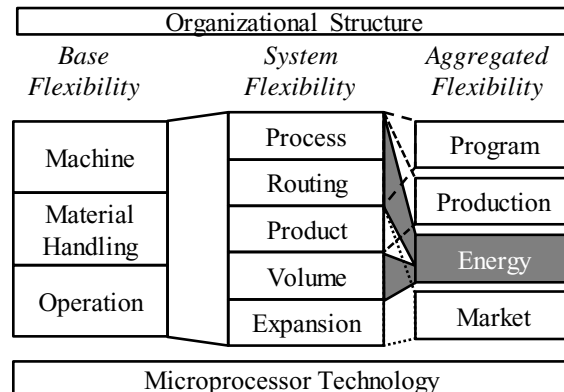 Organizational Structure
Base
Flexibility
System
Flexibility
Aggregated
Flexibility
Machine
Material
Handling
Operation
Process
Routing
Product
Volume
Expansion
Program
Production
Energy
Market
Microprocessor Technology